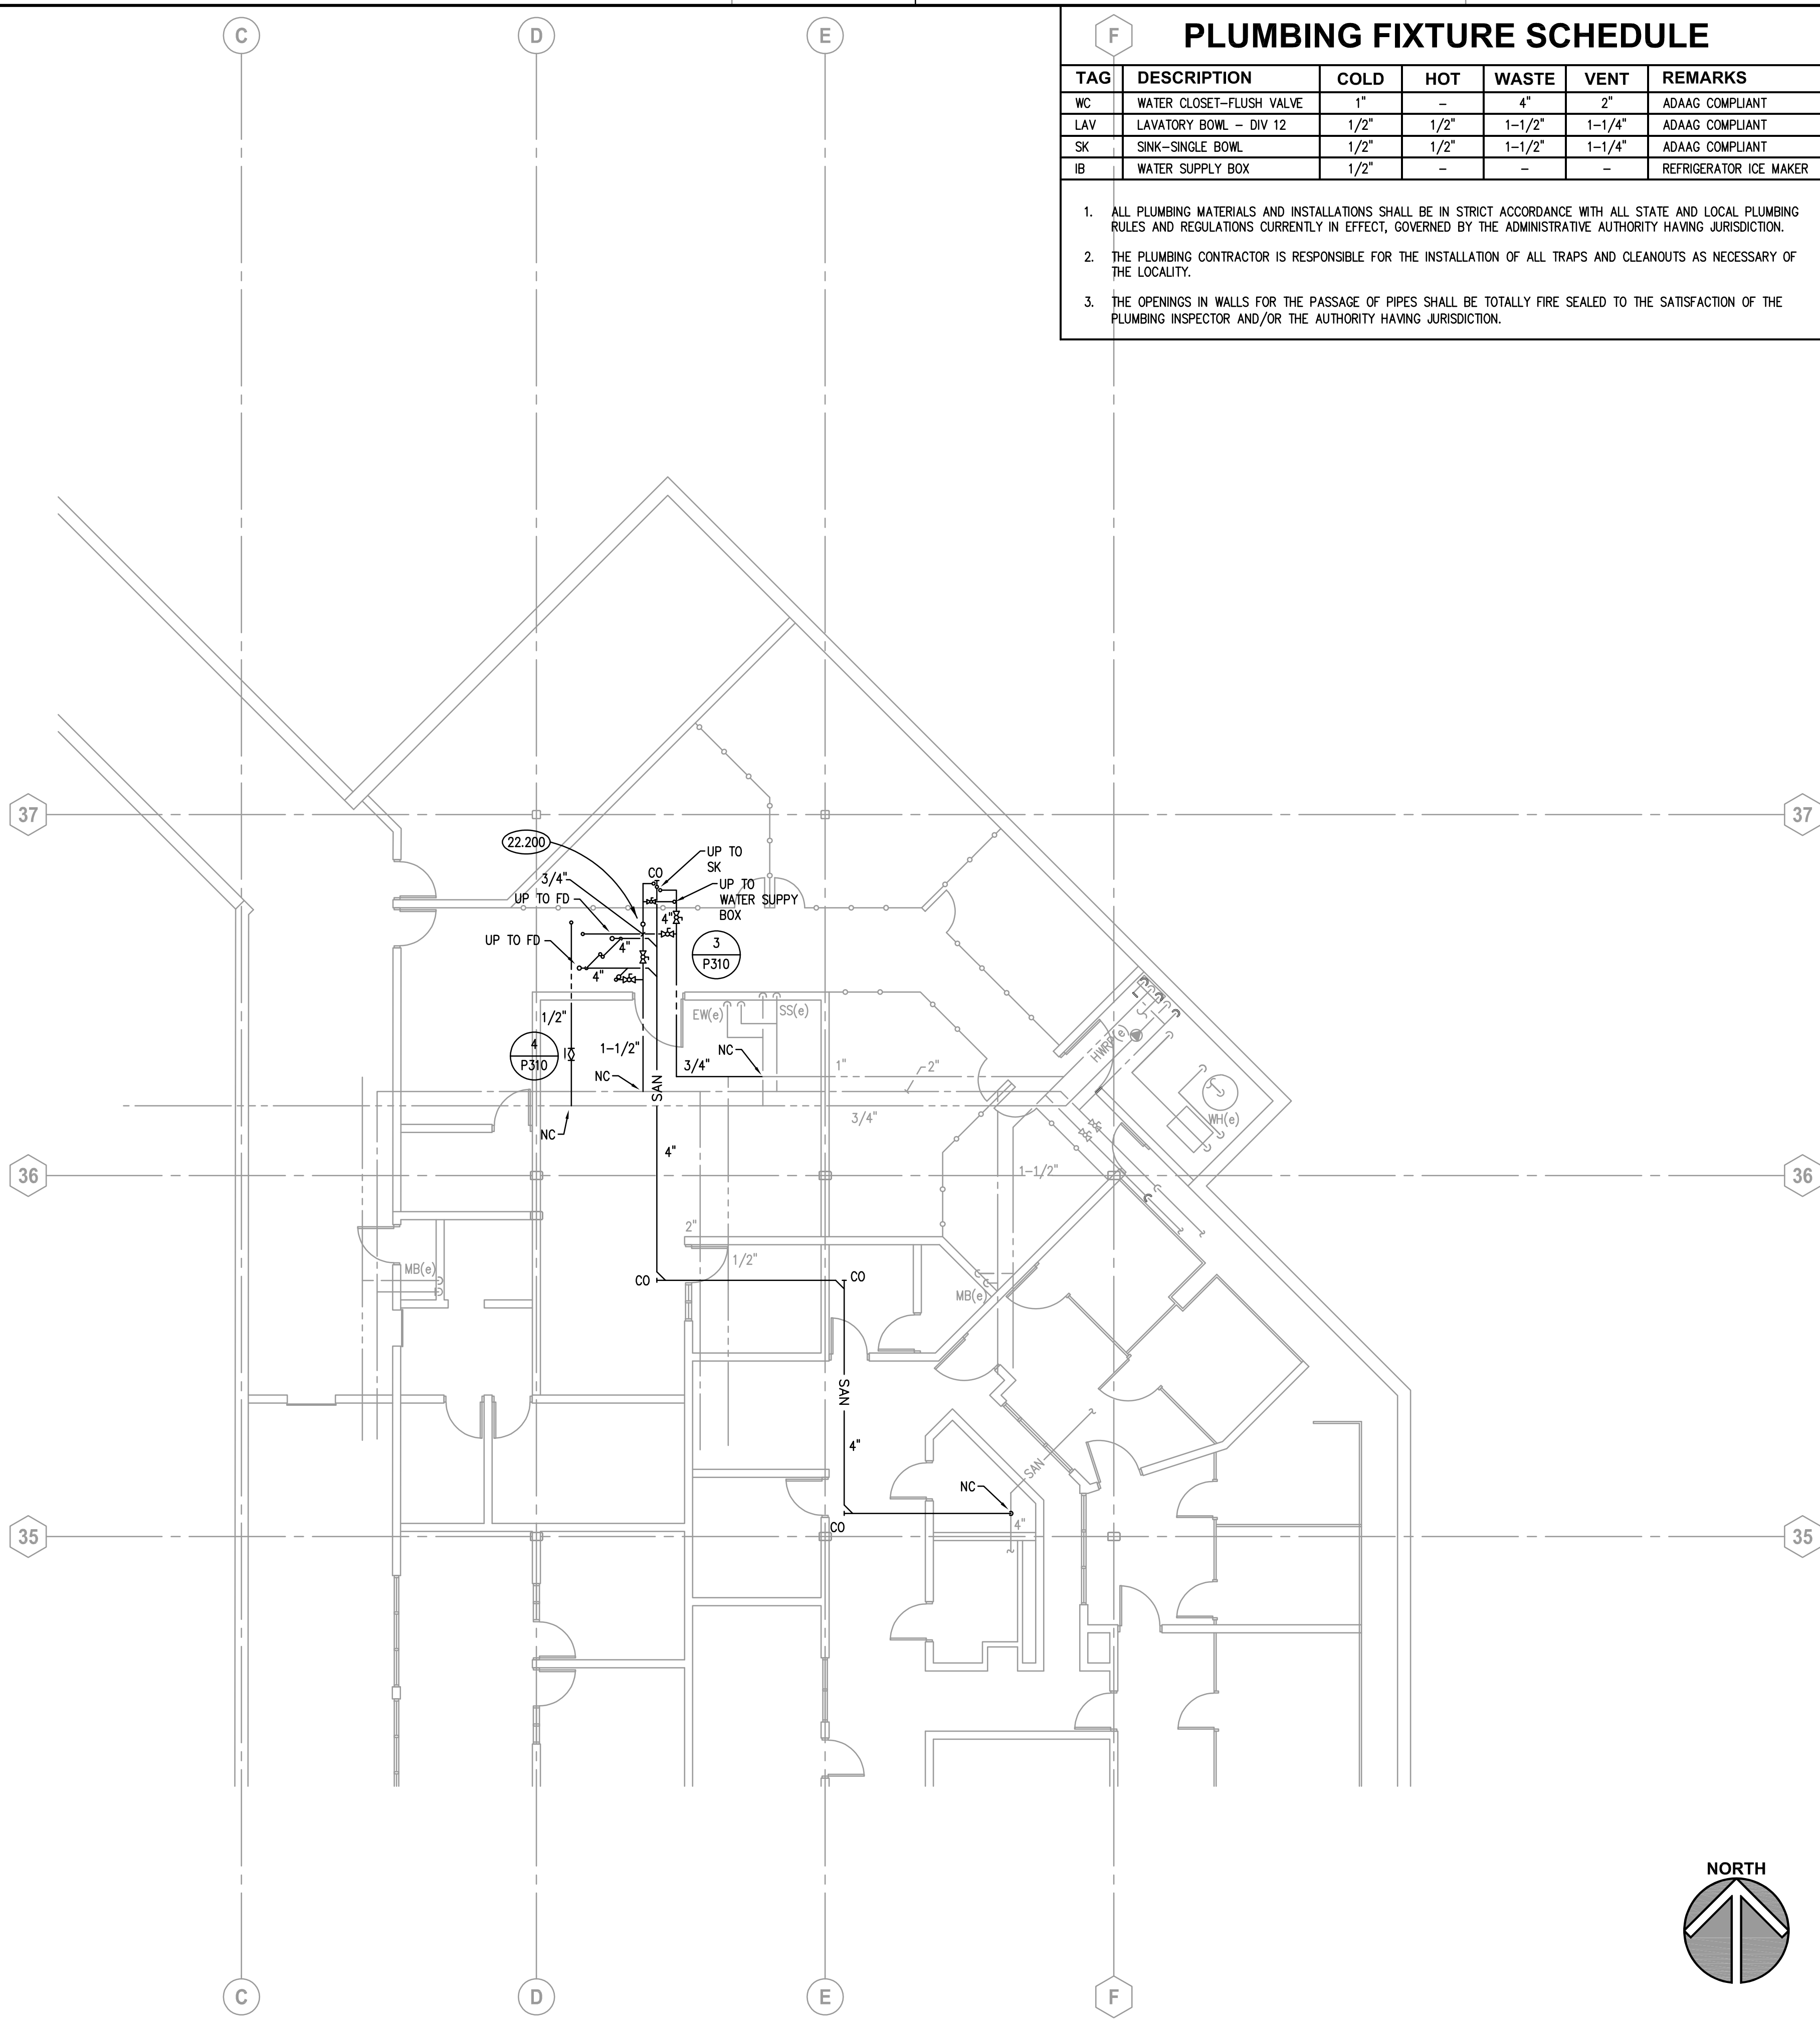 C
D
E
F
PLUMBING FIXTURE SCHEDULE
TAG DESCRIPTION COLD HOT WASTE VENT REMARKS
WC WATER CLOSET-FLUSH VALVE 1" - 4" 2" ADAAG COMPLIANT
LAV LAVATORY BOWL - DIV 12 1/2" 1/2" 1-1/2" 1-1/4" ADAAG COMPLIANT
SK SINK-SINGLE BOWL 1/2" 1/2" 1-1/2" 1-1/4" ADAAG COMPLIANT
IB WATER SUPPLY BOX 1/2" - - - REFRIGERATOR ICE MAKER
1. ALL PLUMBING MATERIALS AND INSTALLATIONS SHALL BE IN STRICT ACCORDANCE WITH ALL STATE AND LOCAL PLUMBING
RULES AND REGULATIONS CURRENTLY IN EFFECT, GOVERNED BY THE ADMINISTRATIVE AUTHORITY HAVING JURISDICTION.
2. THE PLUMBING CONTRACTOR IS RESPONSIBLE FOR THE INSTALLATION OF ALL TRAPS AND CLEANOUTS AS NECESSARY OF
THE LOCALITY.
3. THE OPENINGS IN WALLS FOR THE PASSAGE OF PIPES SHALL BE TOTALLY FIRE SEALED TO THE SATISFACTION OF THE
PLUMBING INSPECTOR AND/OR THE AUTHORITY HAVING JURISDICTION.
37
37
22.200
UP TO
SK
CO
3/4"
UP TO
WATER SUPPY
BOX
UP TO FD
4"
UP TO FD
4"
3
P310
4"
EW(e)
SS(e)
1/2"
4
P310
1-1/2"
NC
3/4"
NC
SAN
1"
2"
HWRP(e)
WH(e)
3/4"
NC
4"
36
1-1/2"
36
2"
1/2"
MB(e)
CO
CO
MB(e)
SAN
4"
SAN
NC
4"
CO
35
35
NORTH
C
D
E
F